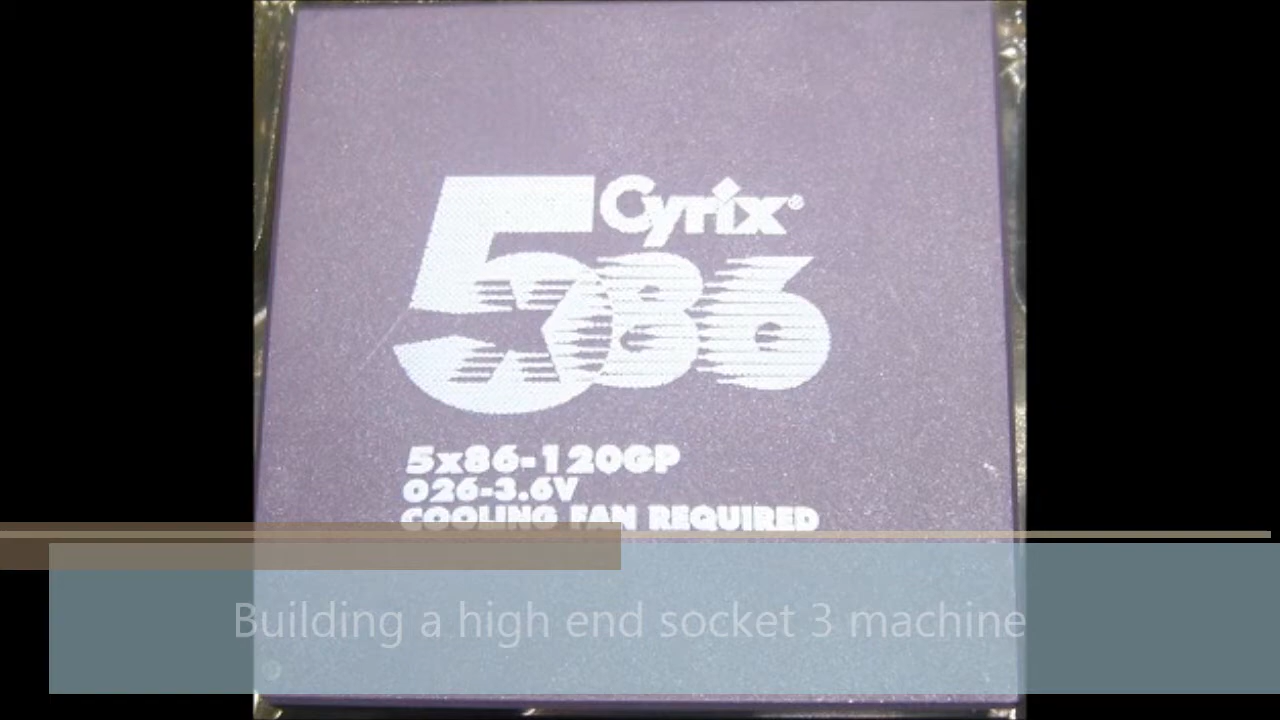 Cyrix®
5x86
5x86-120GP
026-3.6V
COOLING FAN REQUIRED
Building a high end socket 3 machine